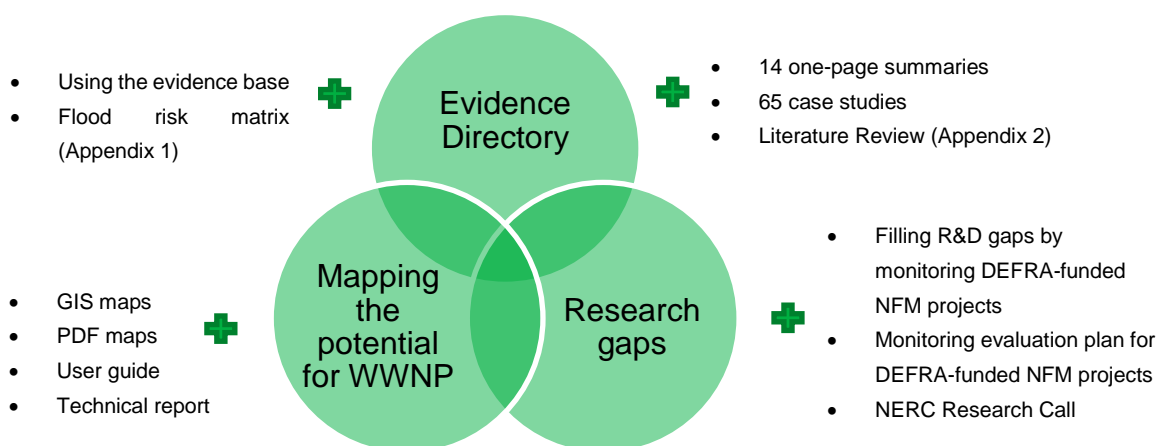 • Using the evidence base
• Flood risk matrix
(Appendix 1)
Evidence
Directory
• 14 one-page summaries
• 65 case studies
• Literature Review (Appendix 2)
• GIS maps
• PDF maps
• User guide
• Technical report
Mapping
the
potential
for WWNP
Research
gaps
• Filling R&D gaps by
monitoring DEFRA-funded
NFM projects
• Monitoring evaluation plan for
DEFRA-funded NFM projects
• NERC Research Call